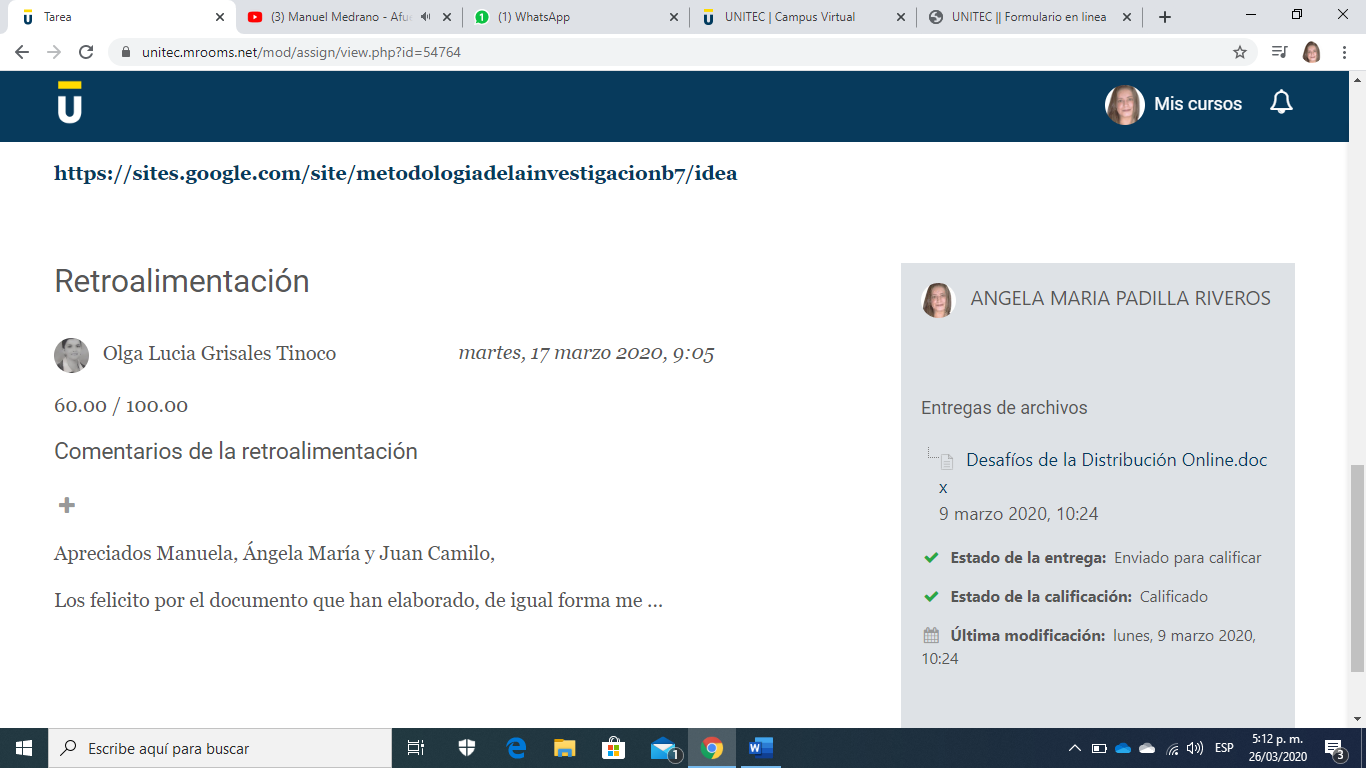 Tarea
(3) Manuel Medrano - Afue
(1) WhatsApp
UNITEC | Campus Virtual
UNITEC || Formulario en linea
unitec.mrooms.net/mod/assign/view.php?id=54764
Mis cursos
https://sites.google.com/site/metodologiadelainvestigacionb7/idea
Retroalimentación
Olga Lucia Grisales Tinoco
martes, 17 marzo 2020, 9:05
60.00 / 100.00
Comentarios de la retroalimentación
Apreciados Manuela, Ángela María y Juan Camilo,
Los felicito por el documento que han elaborado, de igual forma me ...
ANGELA MARIA PADILLA RIVEROS
Entregas de archivos
Desafíos de la Distribución Online.doc
x
9 marzo 2020, 10:24
Estado de la entrega: Enviado para calificar
Estado de la calificación: Calificado
Última modificación: lunes, 9 marzo 2020,
10:24
Escribe aquí para buscar
1
ESP
5:12 p. m.
26/03/2020
3